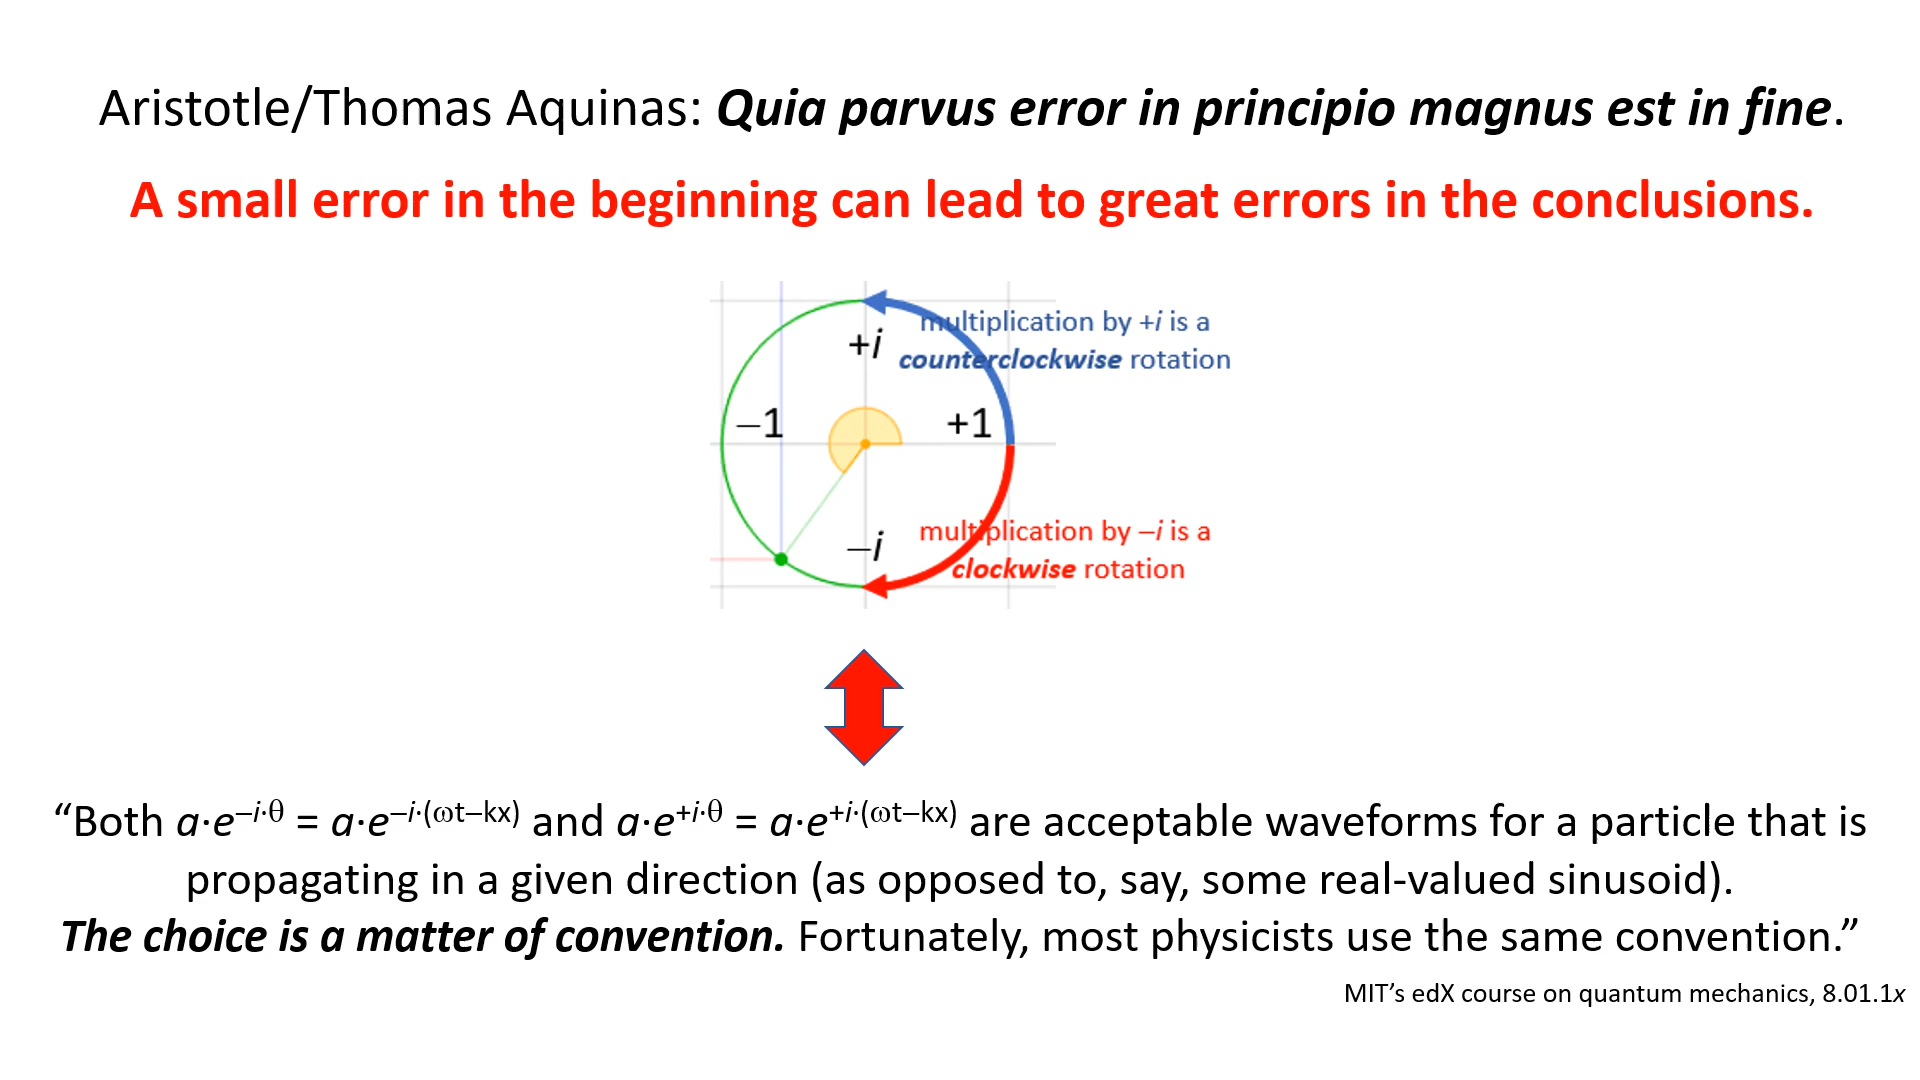 Aristotle/Thomas Aquinas: Quia parvus error in principio magnus est in fine.
A small error in the beginning can lead to great errors in the conclusions.
multiplication by +i is a
counterclockwise rotation
+i
−1
+1
multiplication by −i is a
clockwise rotation
−i
“Both a·e^−i·θ = a·e^−i·(ωt−kx) and a·e^+i·θ = a·e^+i·(ωt−kx) are acceptable waveforms for a particle that is
propagating in a given direction (as opposed to, say, some real-valued sinusoid).
The choice is a matter of convention. Fortunately, most physicists use the same convention.”
MIT’s edX course on quantum mechanics, 8.01.1x